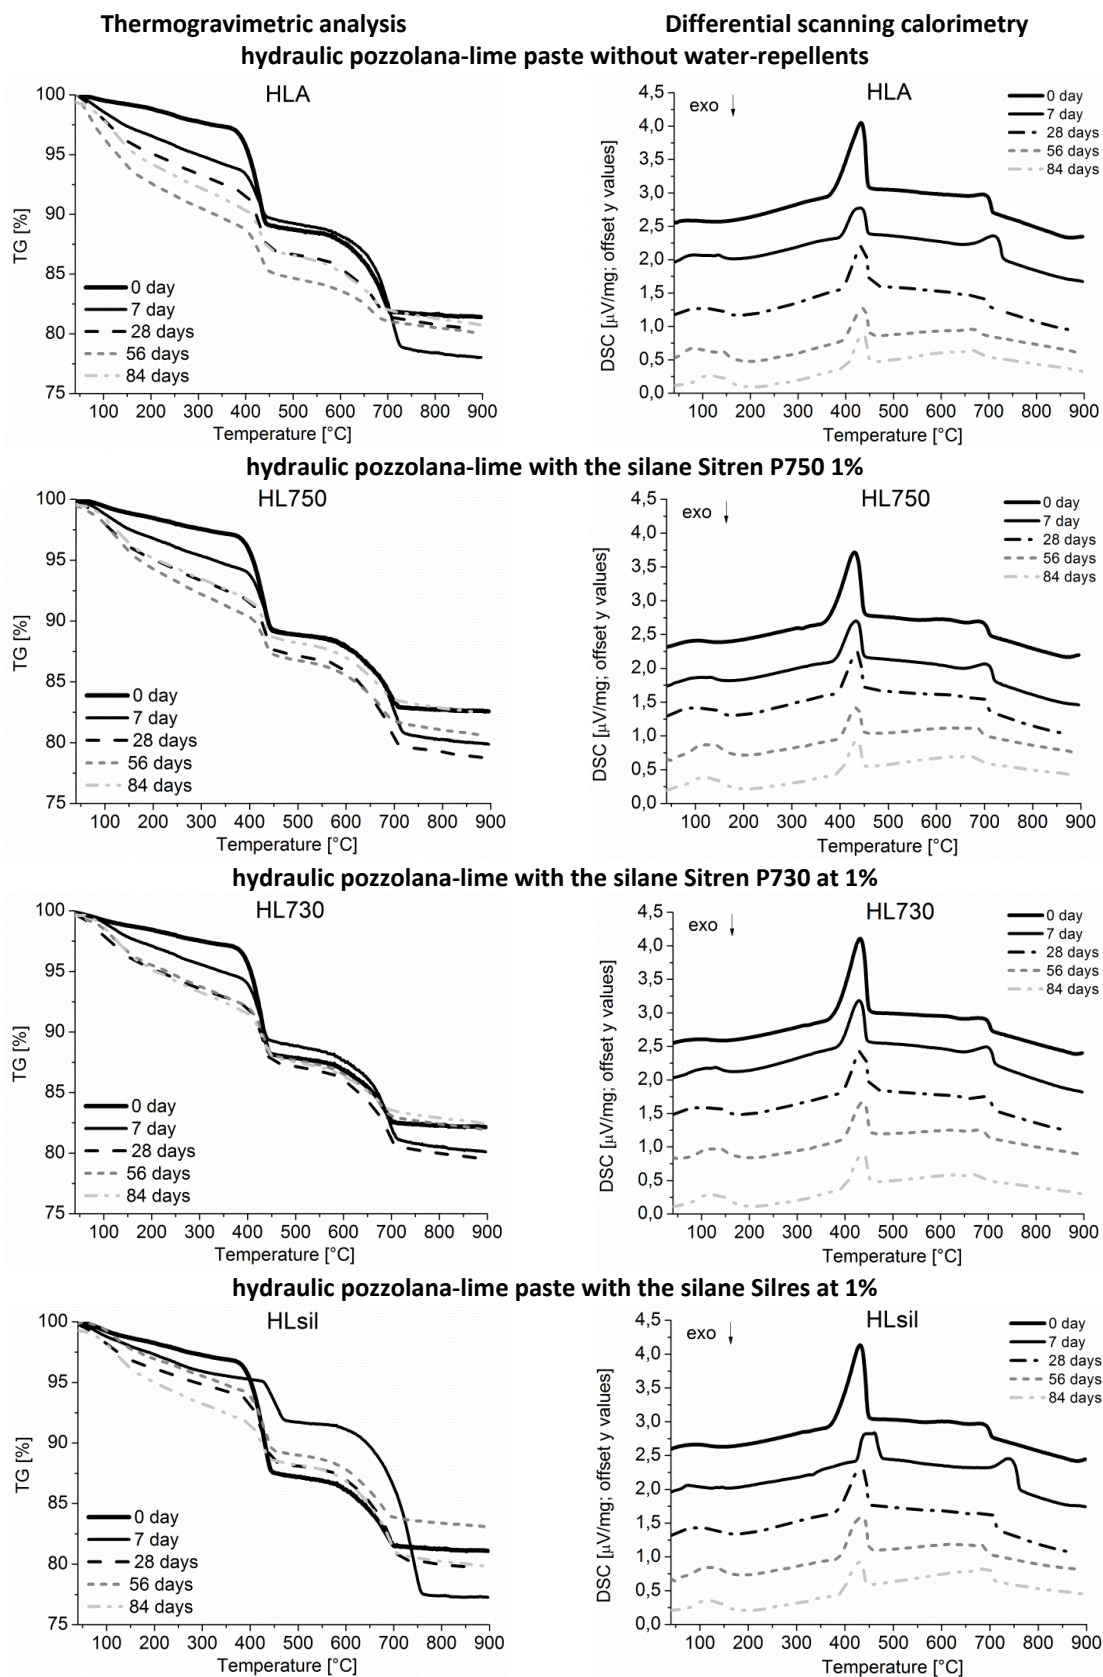 Thermogravimetric analysis Differential scanning calorimetry
hydraulic pozzolana-lime paste without water-repellents
HLA
100
95
90
85
80
75
TG [%]
0 day
7 day
28 days
56 days
84 days
100 200 300 400 500 600 700 800 900
Temperature [°C]
HLA
exo
4,5
4,0
3,5
3,0
2,5
2,0
1,5
1,0
0,5
0,0
DSC [µV/mg; offset y values]
0 day
7 day
28 days
56 days
84 days
100 200 300 400 500 600 700 800 900
Temperature [°C]
hydraulic pozzolana-lime with the silane Sitren P750 1%
HL750
100
95
90
85
80
75
TG [%]
0 day
7 day
28 days
56 days
84 days
100 200 300 400 500 600 700 800 900
Temperature [°C]
HL750
exo
4,5
4,0
3,5
3,0
2,5
2,0
1,5
1,0
0,5
0,0
DSC [µV/mg; offset y values]
0 day
7 day
28 days
56 days
84 days
100 200 300 400 500 600 700 800 900
Temperature [°C]
hydraulic pozzolana-lime with the silane Sitren P730 at 1%
HL730
100
95
90
85
80
75
TG [%]
0 day
7 day
28 days
56 days
84 days
100 200 300 400 500 600 700 800 900
Temperature [°C]
HL730
exo
4,5
4,0
3,5
3,0
2,5
2,0
1,5
1,0
0,5
0,0
DSC [µV/mg; offset y values]
0 day
7 day
28 days
56 days
84 days
100 200 300 400 500 600 700 800 900
Temperature [°C]
hydraulic pozzolana-lime paste with the silane Silres at 1%
HLsil
100
95
90
85
80
75
TG [%]
0 day
7 day
28 days
56 days
84 days
100 200 300 400 500 600 700 800 900
Temperature [°C]
HLsil
exo
4,5
4,0
3,5
3,0
2,5
2,0
1,5
1,0
0,5
0,0
DSC [µV/mg; offset y values]
0 day
7 day
28 days
56 days
84 days
100 200 300 400 500 600 700 800 900
Temperature [°C]